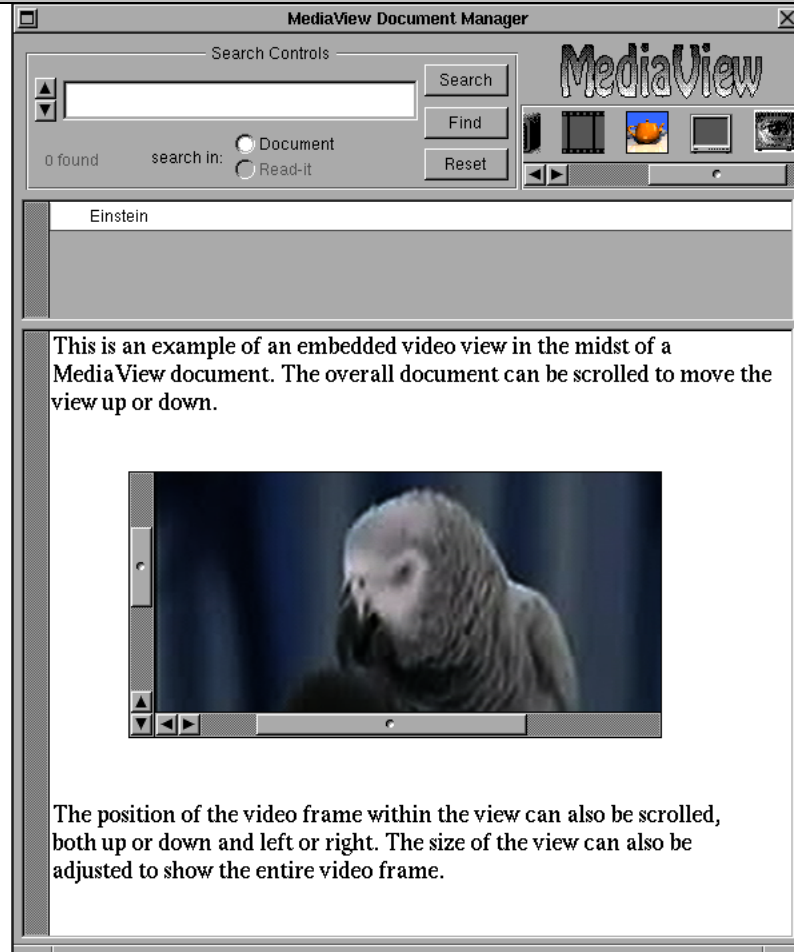 MediaView Document Manager
Search Controls
MediaView
Search
Find
Reset
0 found
search in:
Document
Read-it
Einstein
This is an example of an embedded video view in the midst of a
MediaView document. The overall document can be scrolled to move the
view up or down.
The position of the video frame within the view can also be scrolled,
both up or down and left or right. The size of the view can also be
adjusted to show the entire video frame.